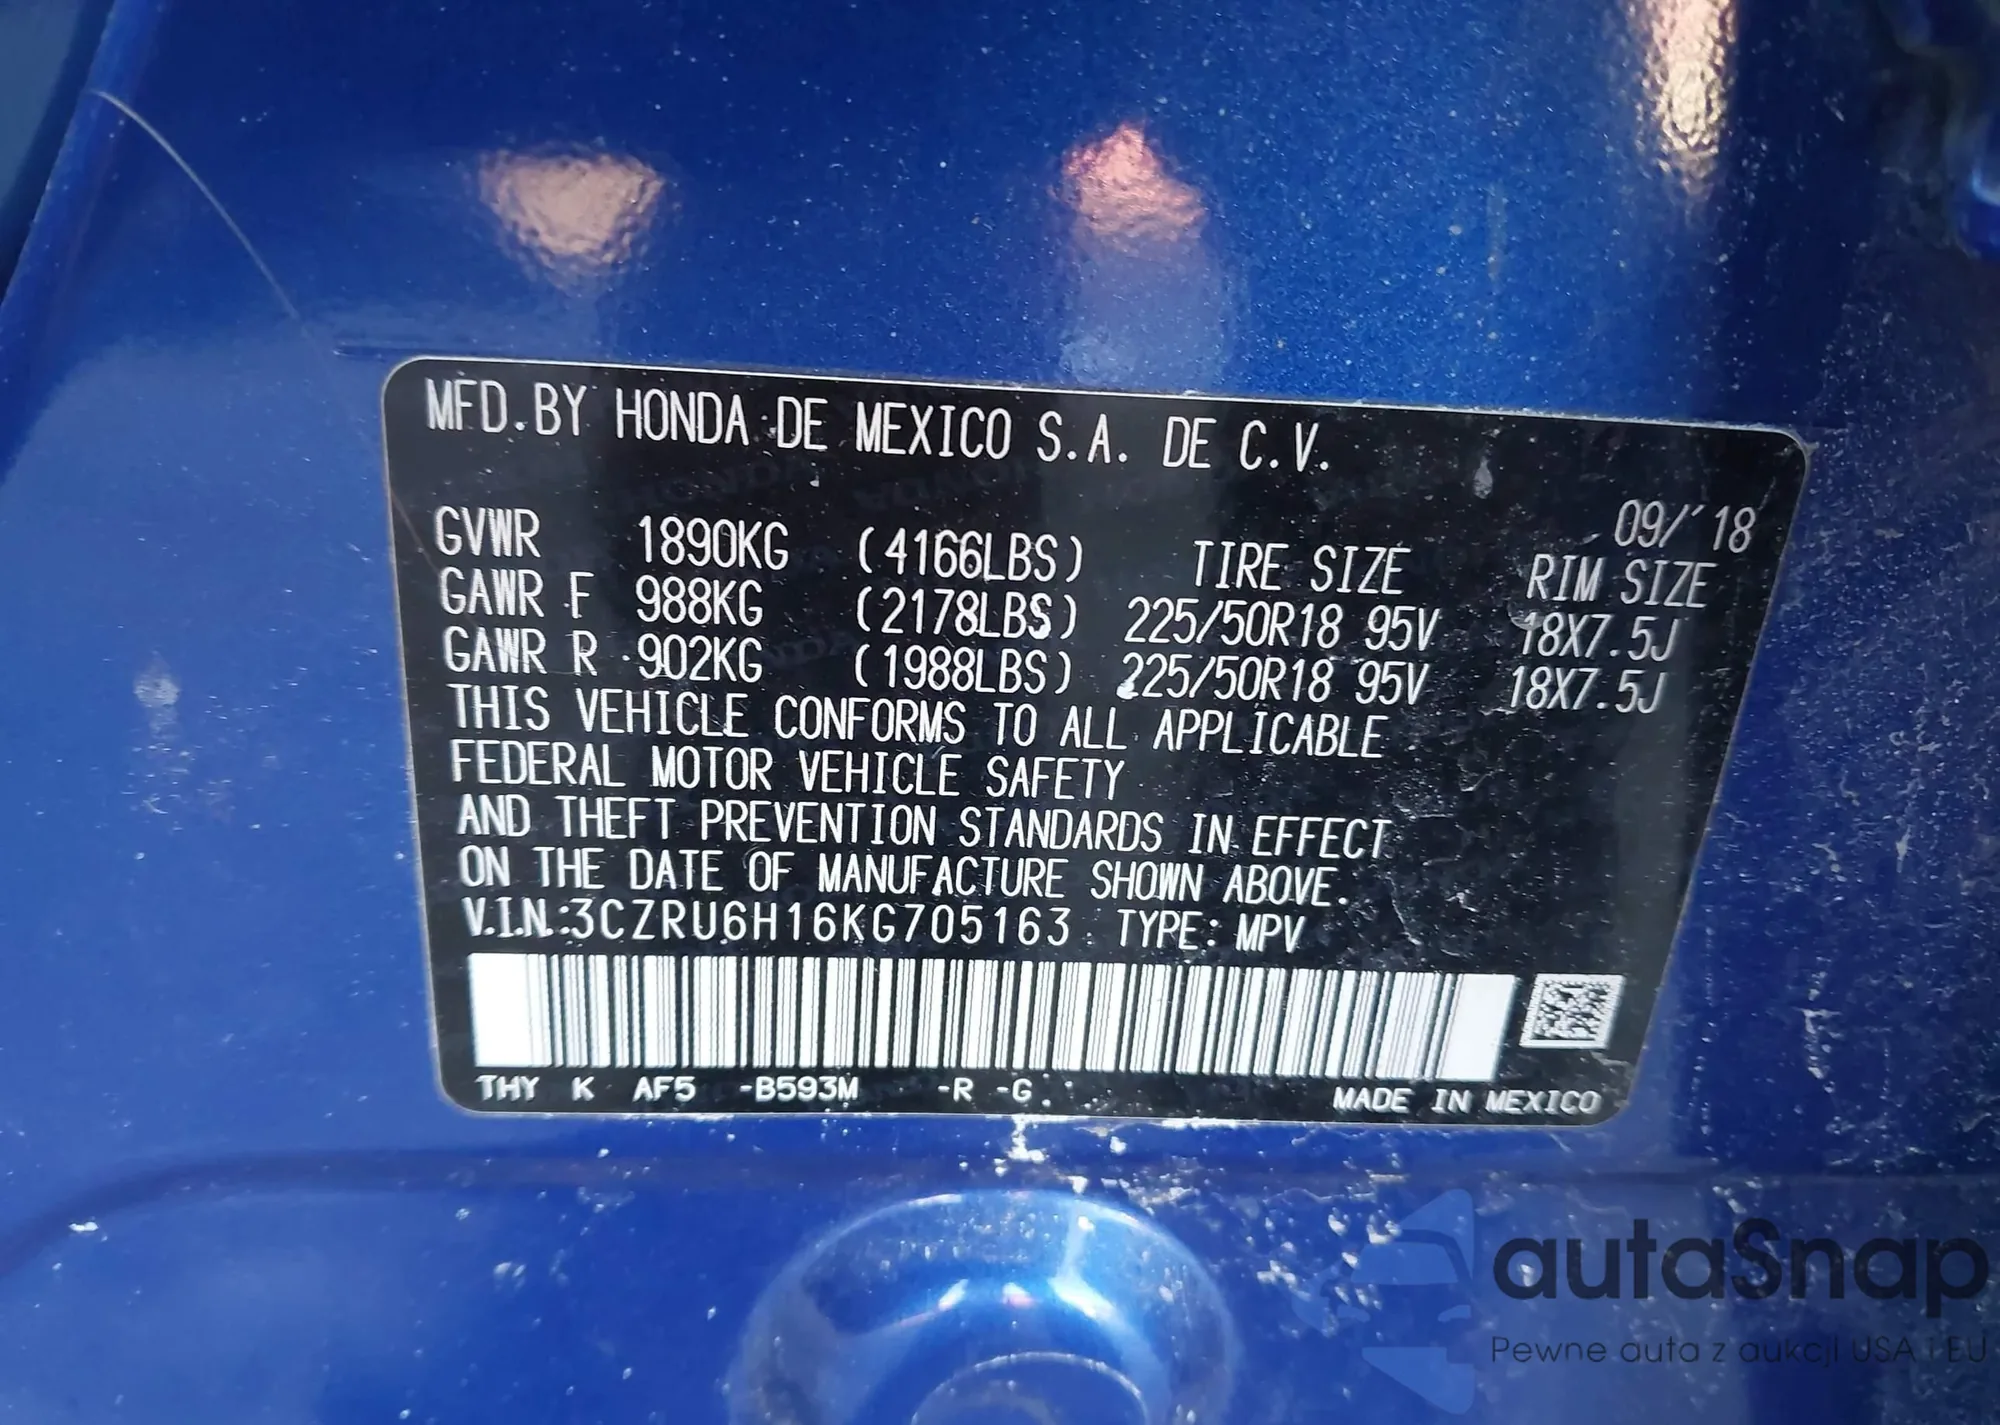 MFD.BY HONDA DE MEXICO S.A. DE C.V.
09/'18
GVWR 1890KG (4166LBS) TIRE SIZE RIM SIZE
GAWR F 988KG (2178LBS) 225/50R18 95V 18X7.5J
GAWR R 902KG (1988LBS) 225/50R18 95V 18X7.5J
THIS VEHICLE CONFORMS TO ALL APPLICABLE
FEDERAL MOTOR VEHICLE SAFETY
AND THEFT PREVENTION STANDARDS IN EFFECT
ON THE DATE OF MANUFACTURE SHOWN ABOVE.
V.I.N.:3CZRU6H16KG705163 TYPE: MPV
THY K AF5 -B593M -R -G
MADE IN MEXICO
autaSnap
Pewne auta z aukcji USA i EU